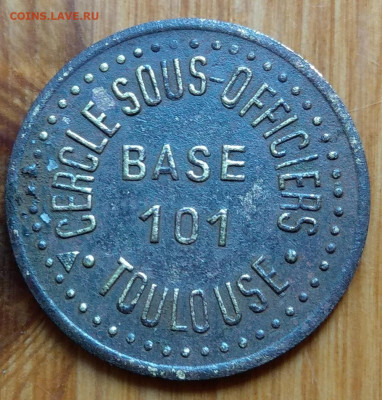 COINS.LAVE.RU
CERCLE SOUS-OFFICIERS
BASE
101
TOULOUSE